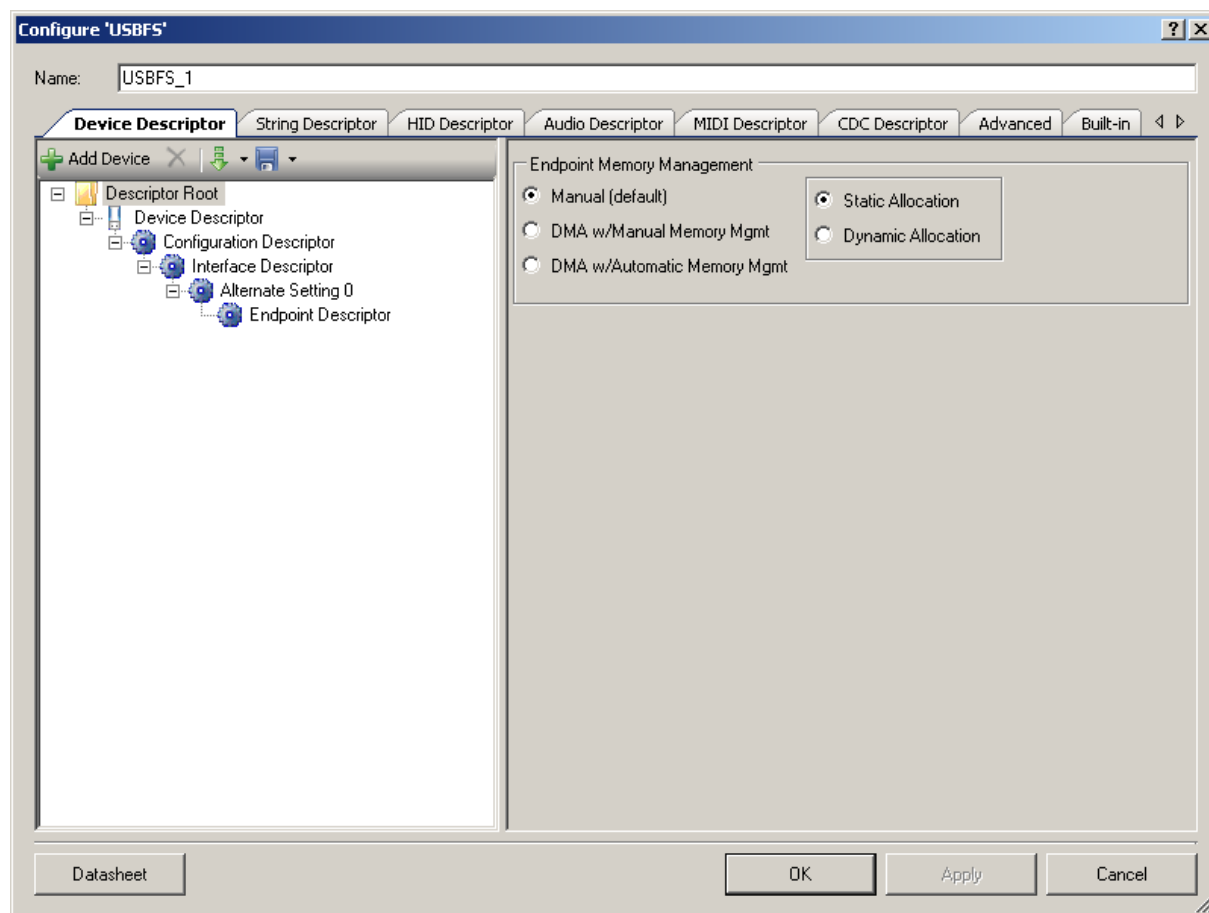 Configure 'USBFS'
Name: USBFS_1
Device Descriptor String Descriptor HID Descriptor Audio Descriptor MIDI Descriptor CDC Descriptor Advanced Built-in
Add Device
Descriptor Root
Device Descriptor
Configuration Descriptor
Interface Descriptor
Alternate Setting 0
Endpoint Descriptor
Endpoint Memory Management
Manual (default)
DMA w/Manual Memory Mgmt
DMA w/Automatic Memory Mgmt
Static Allocation
Dynamic Allocation
Datasheet OK Apply Cancel